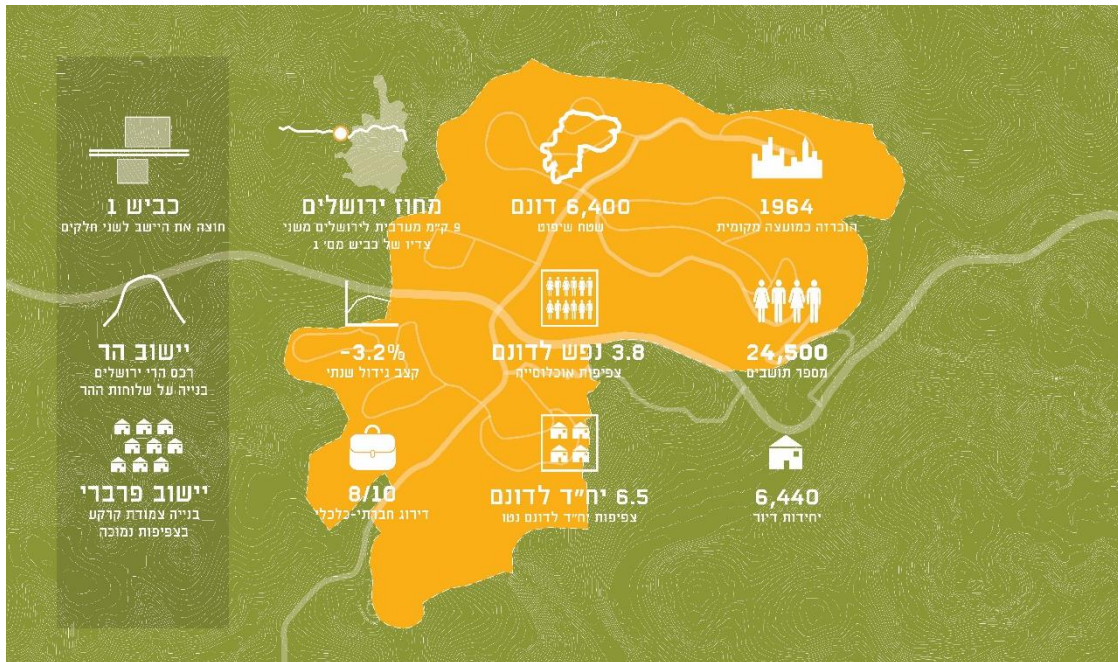 1964
הוכרזה כמועצה מקומית
6,400 דונם
שטח שיפוט
מחוז ירושלים
9 ק״מ מערבית לירושלים משני
צדיו של כביש מס׳ 1
כביש 1
חוצה את היישב לשני חלקים
24,500
מספר תושבים
3.8 נפש לדונם
צפיפות אוכלוסייה
-3.2%
קצב גידול שנתי
יישוב הר
רכס הרי ירושלים
בנייה על שלוחות ההר
6,440
יחידות דיור
6.5 יח״ד לדונם
צפיפות יח״ד לדונם נטו
8/10
דירוג חברתי-כלכלי
יישוב פרברי
בנייה צמודת קרקע
בצפיפות נמוכה